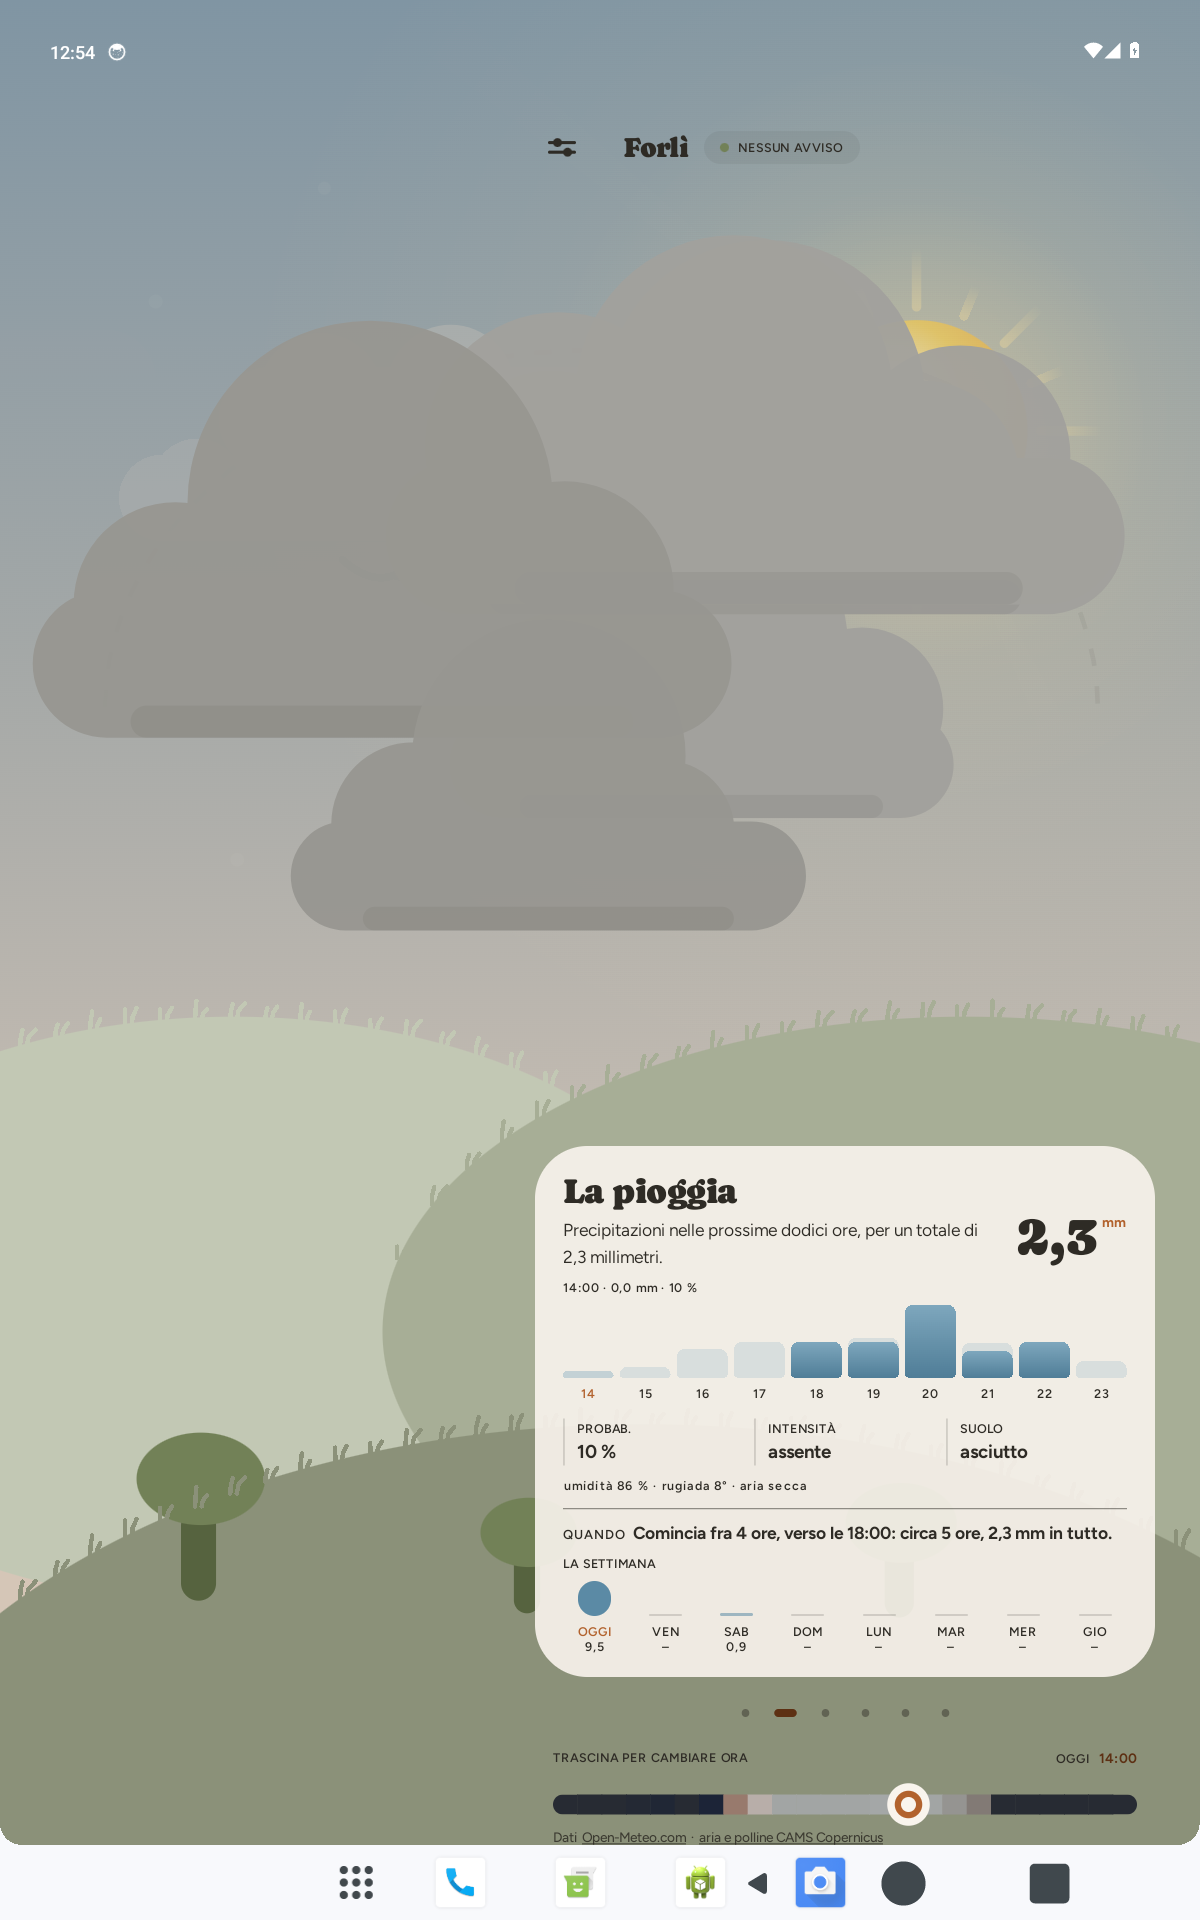 12:54
Forlì
NESSUN AVVISO
La pioggia
Precipitazioni nelle prossime dodici ore, per un totale di
2,3 millimetri.
2,3 mm
14:00 · 0,0 mm · 10 %
14 15 16 17 18 19 20 21 22 23
PROBAB. INTENSITÀ SUOLO
10 % assente asciutto
umidità 86 % · rugiada 8° · aria secca
QUANDO Comincia fra 4 ore, verso le 18:00: circa 5 ore, 2,3 mm in tutto.
LA SETTIMANA
OGGI VEN SAB DOM LUN MAR MER GIO
9,5 – 0,9 – – – – –
TRASCINA PER CAMBIARE ORA OGGI 14:00
Dati Open-Meteo.com · aria e polline CAMS Copernicus